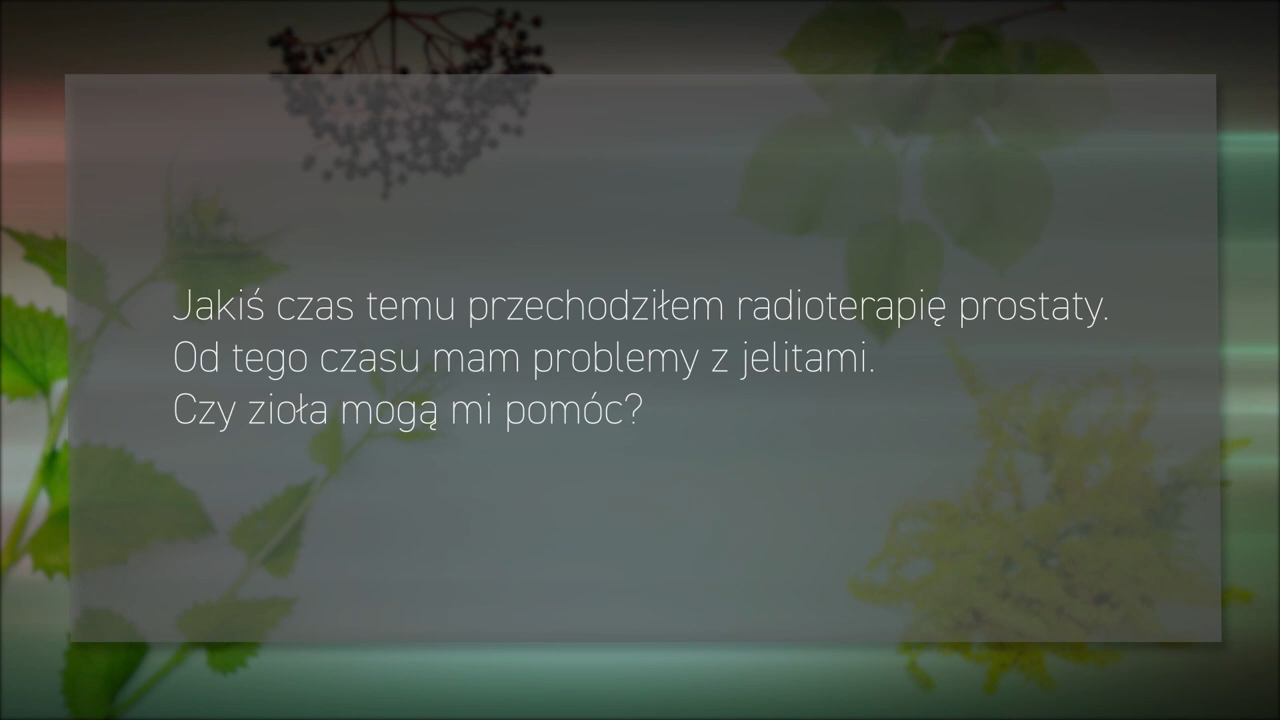 Jakiś czas temu przechodziłem radioterapię prostaty.
Od tego czasu mam problemy z jelitami.
Czy zioła mogą mi pomóc?